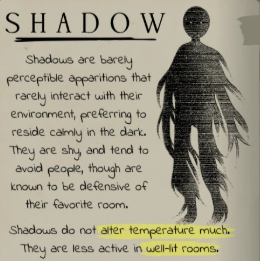 SHADOW
Shadows are barely
perceptible apparitions that
rarely interact with their
environment, preferring to
reside calmly in the dark.
They are shy, and tend to
avoid people, though are
known to be defensive of
their favorite room.
Shadows do not alter temperature much.
They are less active in well-lit rooms.